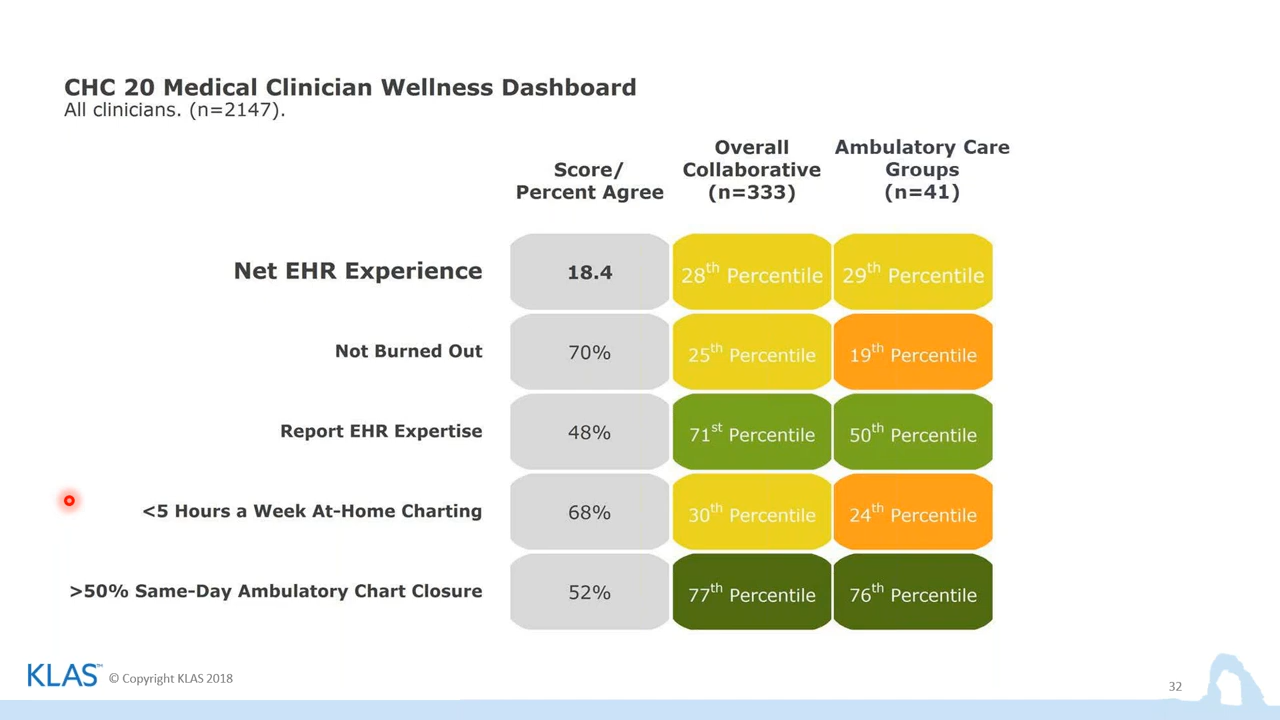 CHC 20 Medical Clinician Wellness Dashboard
All clinicians. (n=2147).
Score/
Percent Agree
Overall
Collaborative
(n=333)
Ambulatory Care
Groups
(n=41)
Net EHR Experience 18.4 28th Percentile 29th Percentile
Not Burned Out 70% 25th Percentile 19th Percentile
Report EHR Expertise 48% 71st Percentile 50th Percentile
<5 Hours a Week At-Home Charting 68% 30th Percentile 24th Percentile
>50% Same-Day Ambulatory Chart Closure 52% 77th Percentile 76th Percentile
KLAS™ © Copyright KLAS 2018
32